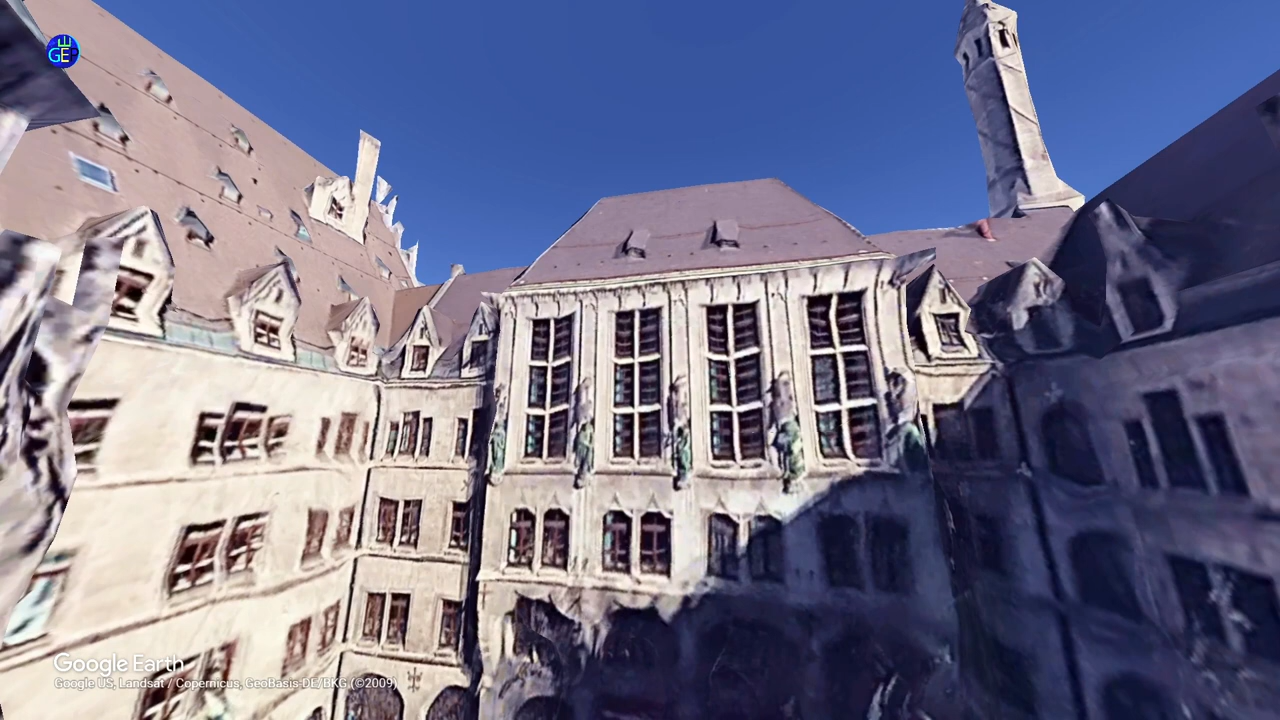 GEP
Google Earth
Google US, Landsat / Copernicus, GeoBasis-DE/BKG (©2009)